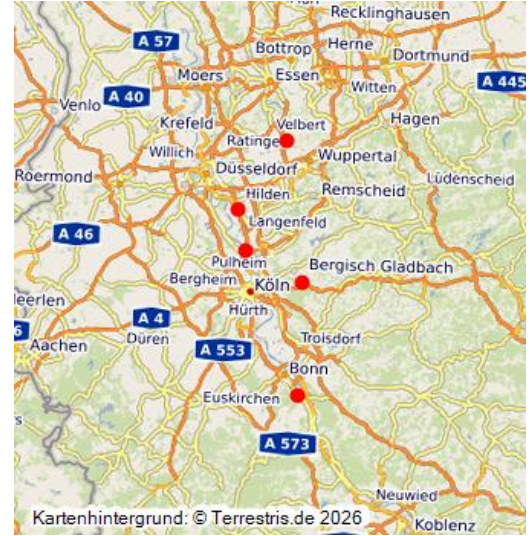 Recklinghausen
A 57
Bottrop
Herne
Dortmund
Moers
Essen
A 445
A 40
Witten
Venlo
Krefeld
Velbert
Hagen
Ratinge
Willich
Wuppertal
Roermond
Düsseldorf
Lüdenscheid
Hilden
Remscheid
Langenfeld
A 46
Pulheim
Bergisch Gladbach
Bergheim
Köln
Heerlen
Hürth
A 4
Troisdorf
Düren
Aachen
A 553
Bonn
Euskirchen
A 573
Neuwied
Kartenhintergrund: © Terrestris.de 2026
Koblenz